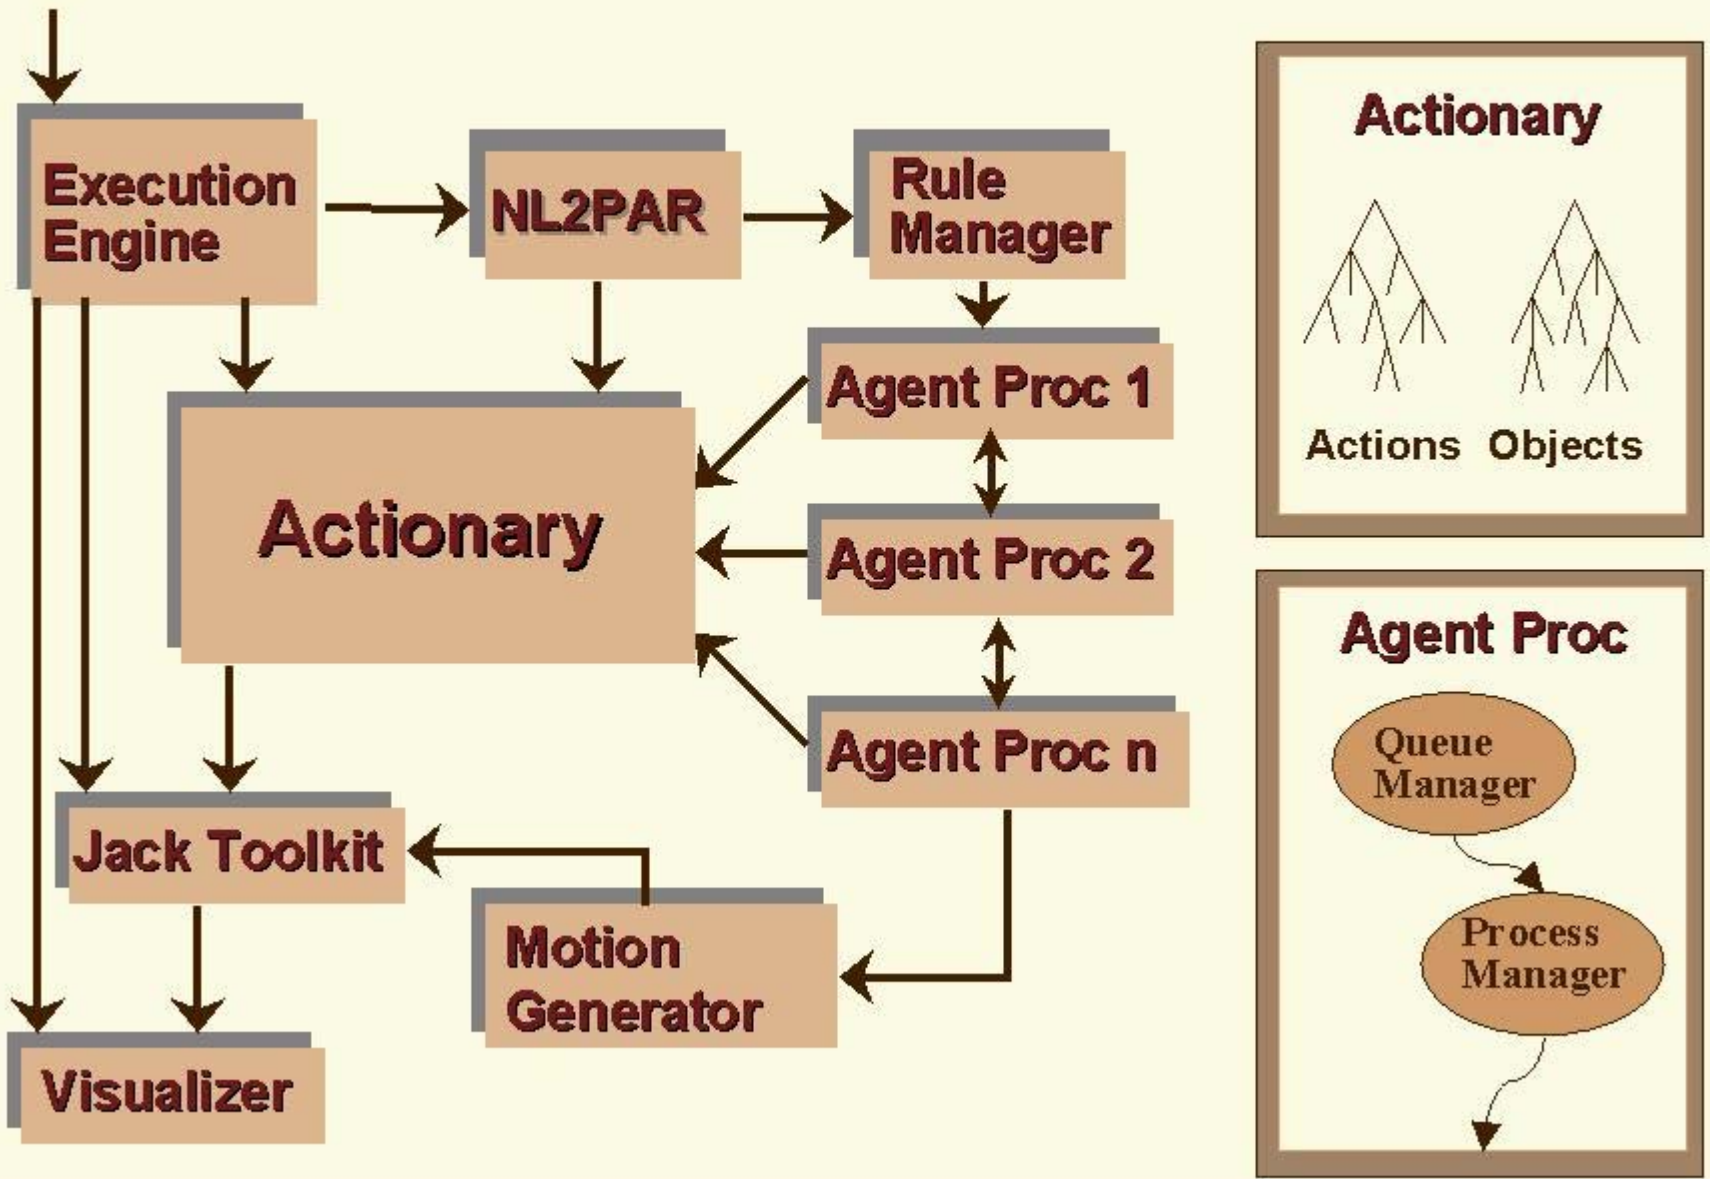 Execution
Engine
NL2PAR
Rule
Manager
Agent Proc 1
Actionary
Agent Proc 2
Agent Proc n
Jack Toolkit
Motion
Generator
Visualizer
Actionary
Actions Objects
Agent Proc
Queue
Manager
Process
Manager